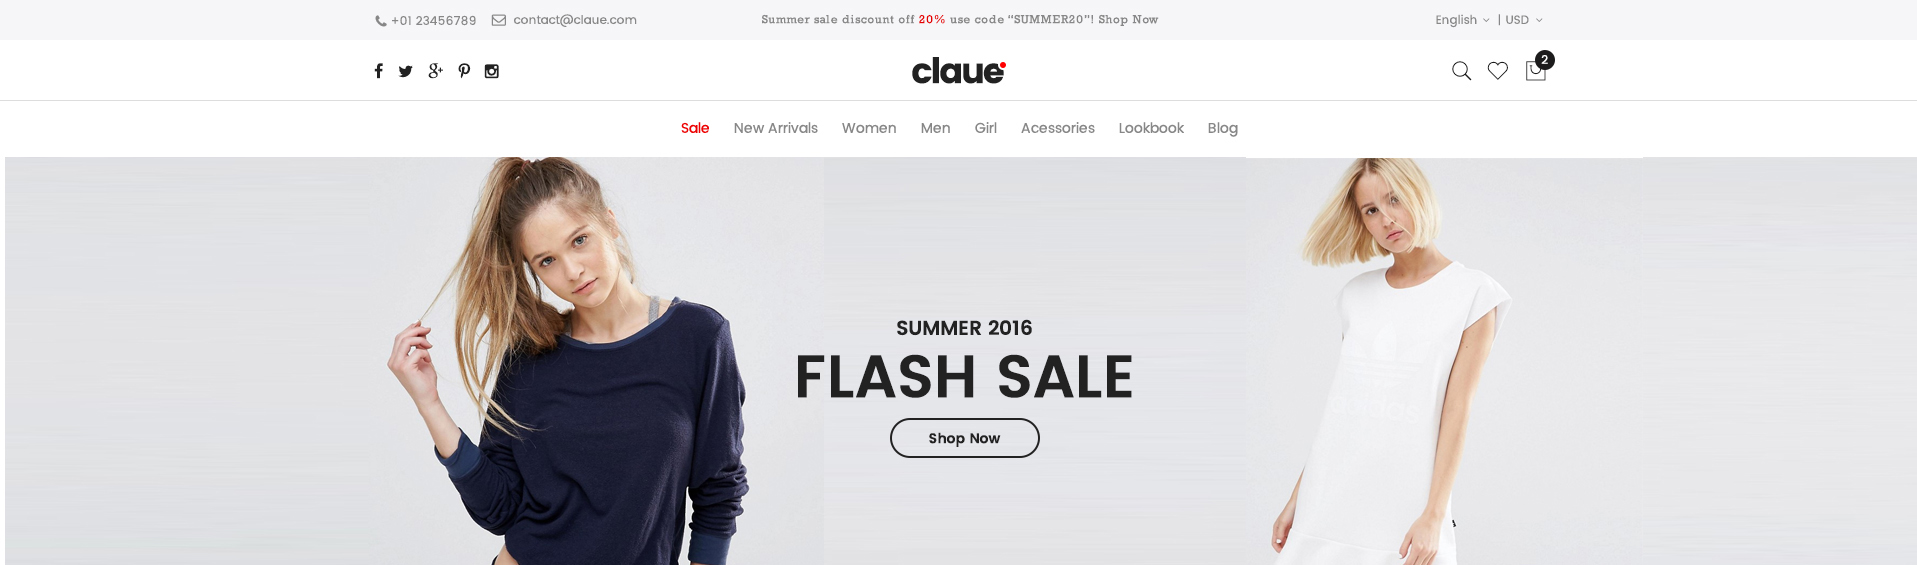 +01 23456789 contact@claue.com Summer sale discount off 20% use code “SUMMER20”! Shop Now English | USD
claue 2
Sale New Arrivals Women Men Girl Acessories Lookbook Blog
SUMMER 2016
FLASH SALE
Shop Now
adidas